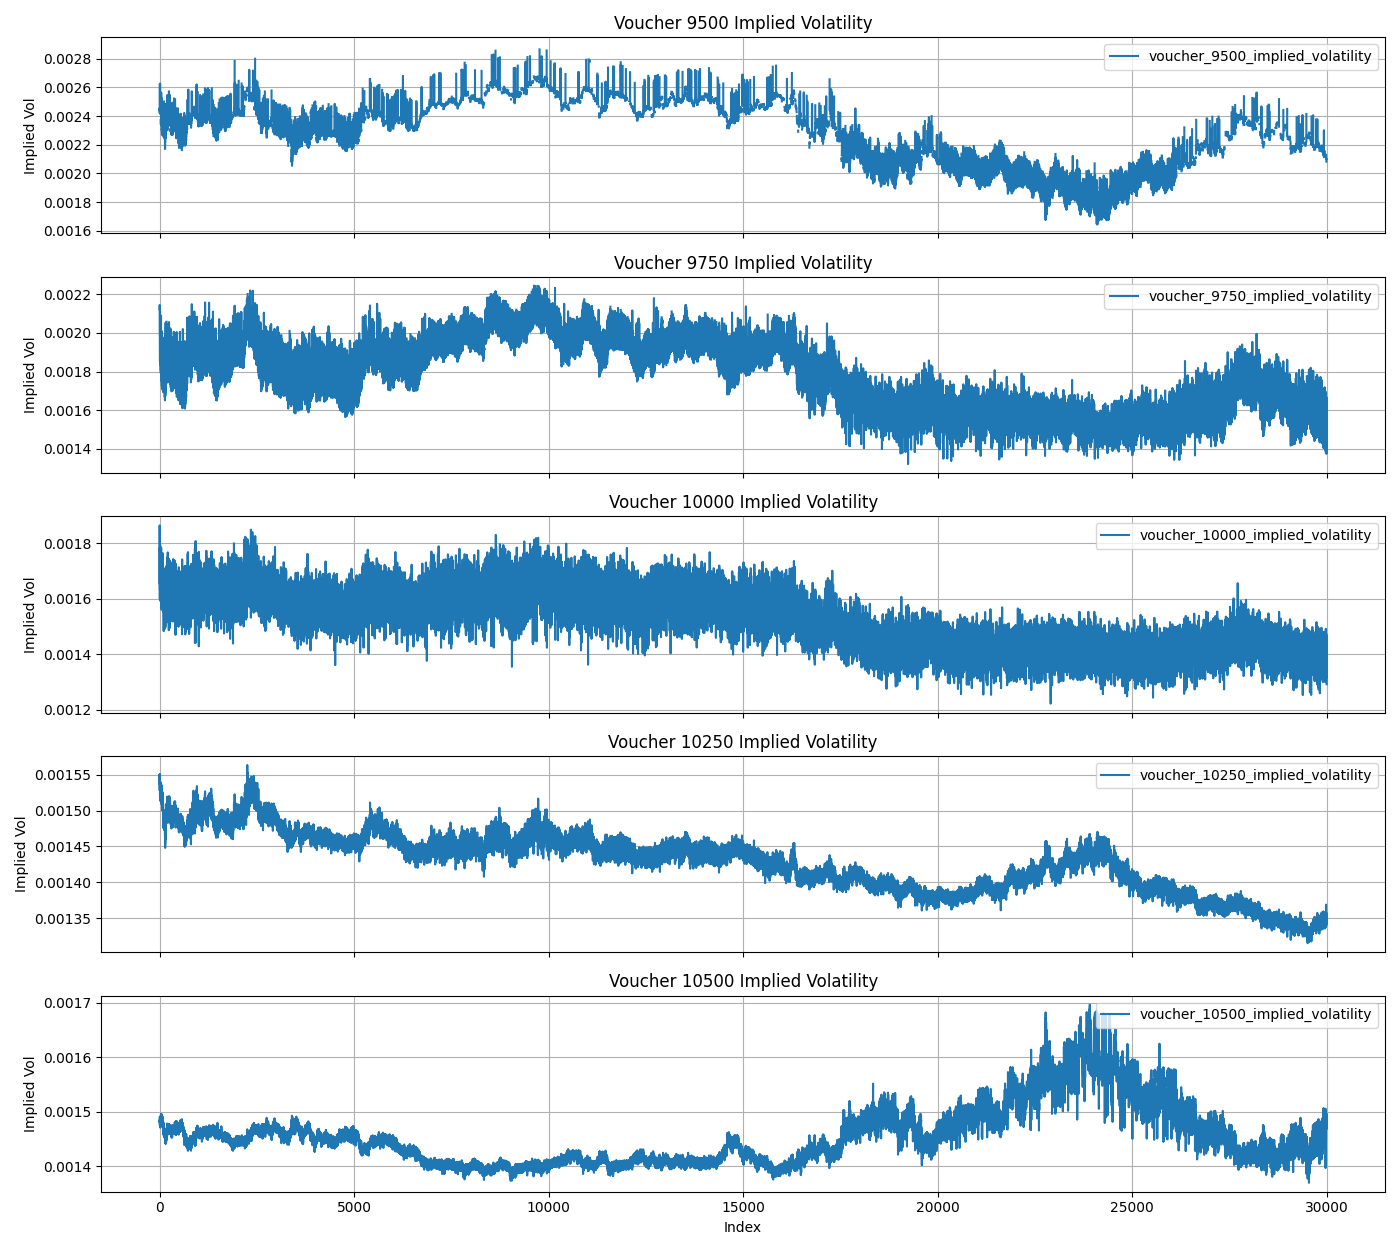 Voucher 9500 Implied Volatility
voucher_9500_implied_volatility
Implied Vol
0.0028
0.0026
0.0024
0.0022
0.0020
0.0018
0.0016
Voucher 9750 Implied Volatility
voucher_9750_implied_volatility
Implied Vol
0.0022
0.0020
0.0018
0.0016
0.0014
Voucher 10000 Implied Volatility
voucher_10000_implied_volatility
Implied Vol
0.0018
0.0016
0.0014
0.0012
Voucher 10250 Implied Volatility
voucher_10250_implied_volatility
Implied Vol
0.00155
0.00150
0.00145
0.00140
0.00135
Voucher 10500 Implied Volatility
voucher_10500_implied_volatility
Implied Vol
0.0017
0.0016
0.0015
0.0014
0 5000 10000 15000 20000 25000 30000
Index